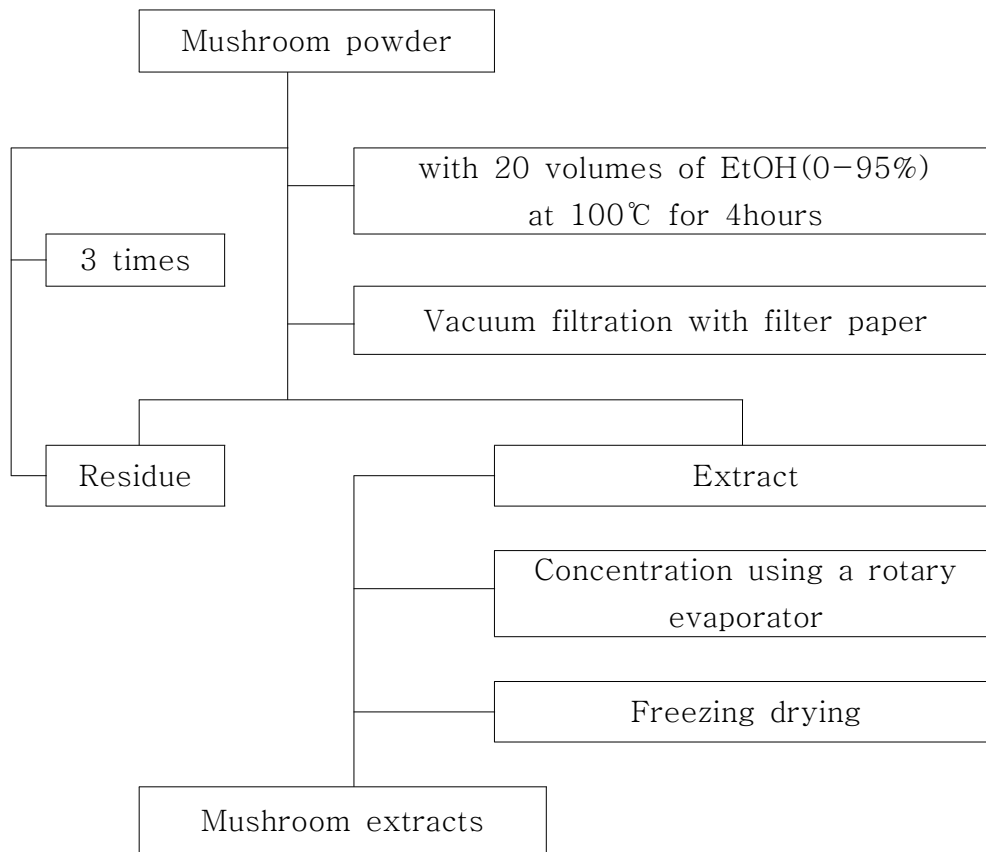 Mushroom powder
with 20 volumes of EtOH(0-95%)
at 100℃ for 4hours
3 times
Vacuum filtration with filter paper
Residue
Extract
Concentration using a rotary
evaporator
Freezing drying
Mushroom extracts